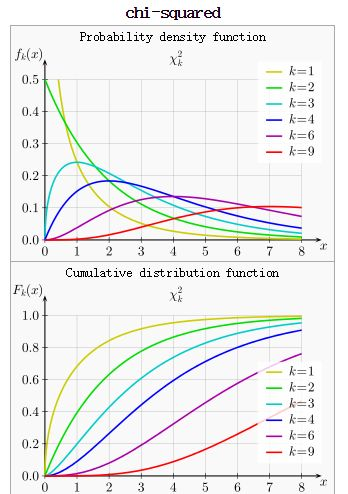 chi-squared
Probability density function
fₖ(x)
χ²ₖ
0.5
0.4
0.3
0.2
0.1
0.0
0 1 2 3 4 5 6 7 8 x
k=1
k=2
k=3
k=4
k=6
k=9
Cumulative distribution function
Fₖ(x)
χ²ₖ
1.0
0.8
0.6
0.4
0.2
0.0
0 1 2 3 4 5 6 7 8 x
k=1
k=2
k=3
k=4
k=6
k=9